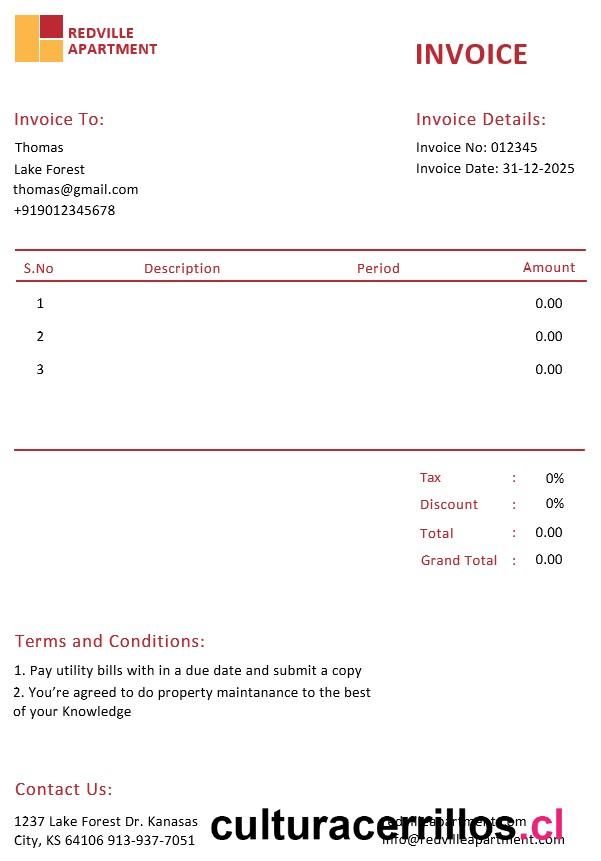 REDVILLE
APARTMENT
INVOICE
Invoice To:
Thomas
Lake Forest
thomas@gmail.com
+919012345678
Invoice Details:
Invoice No: 012345
Invoice Date: 31-12-2025
S.No Description Period Amount
1 0.00
2 0.00
3 0.00
Tax : 0%
Discount : 0%
Total : 0.00
Grand Total : 0.00
Terms and Conditions:
1. Pay utility bills with in a due date and submit a copy
2. You’re agreed to do property maintanance to the best
of your Knowledge
Contact Us:
1237 Lake Forest Dr. Kanasas
City, KS 64106 913-937-7051
redvilleapartment.com
info@redvilleapartment.com
culturacerrillos.cl